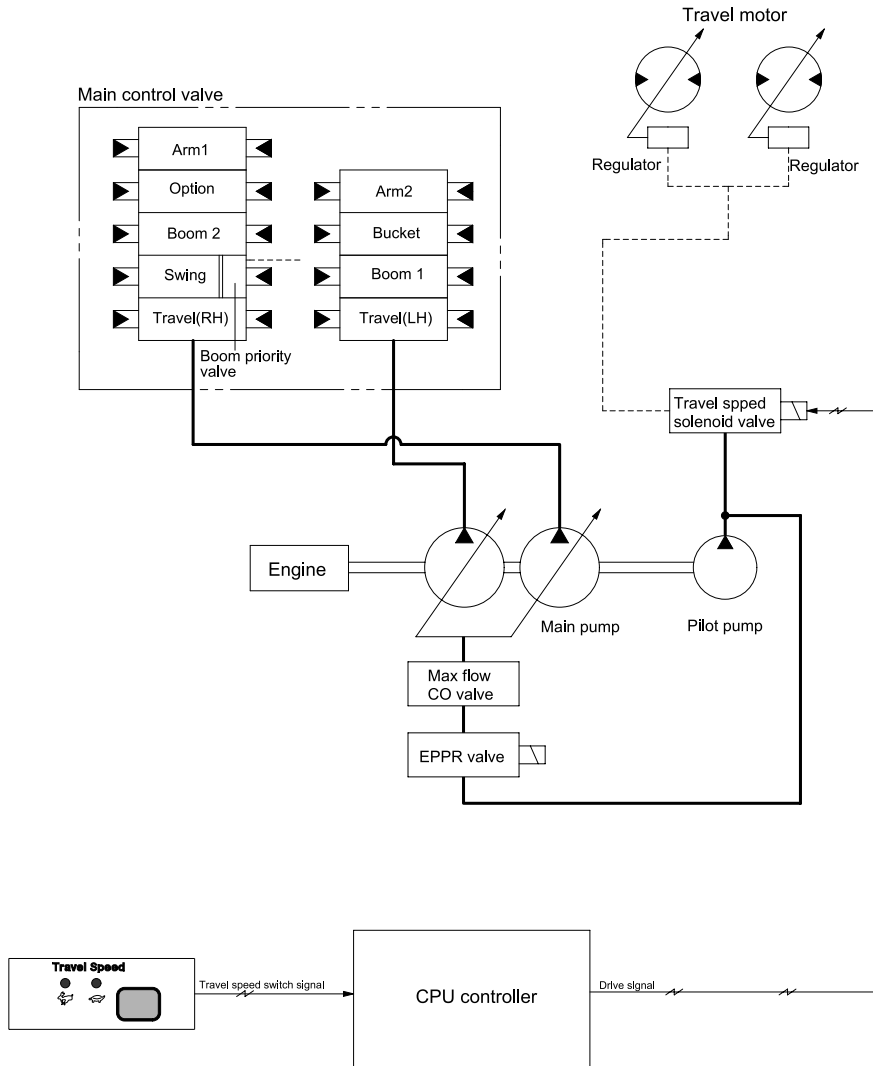 Travel motor
Regulator
Regulator
Main control valve
Arm1
Option
Boom 2
Swing
Travel(RH)
Boom priority
valve
Arm2
Bucket
Boom 1
Travel(LH)
Travel spped
solenoid valve
Engine
Main pump
Pilot pump
Max flow
CO valve
EPPR valve
Travel Speed
Travel speed switch signal
CPU controller
Drive signal